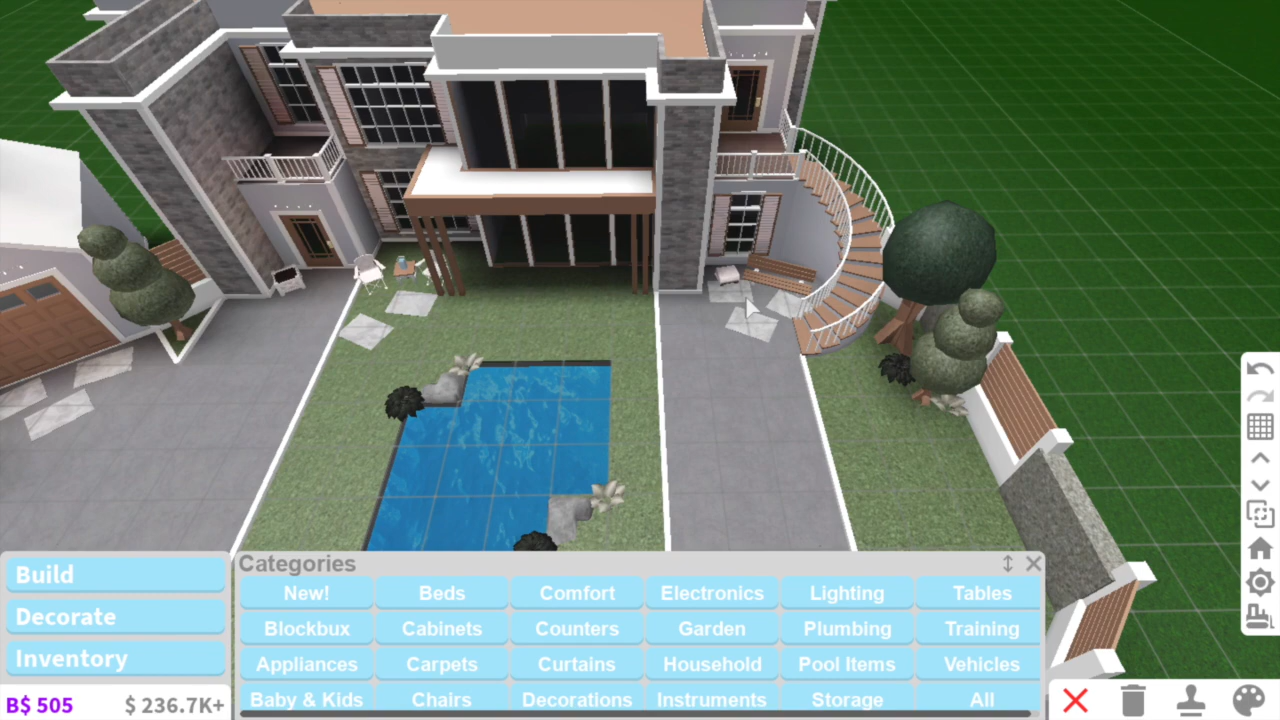 Build
Decorate
Inventory
B$ 505 $ 236.7K+
Categories
New! Beds Comfort Electronics Lighting Tables
Blockbux Cabinets Counters Garden Plumbing Training
Appliances Carpets Curtains Household Pool Items Vehicles
Baby & Kids Chairs Decorations Instruments Storage All